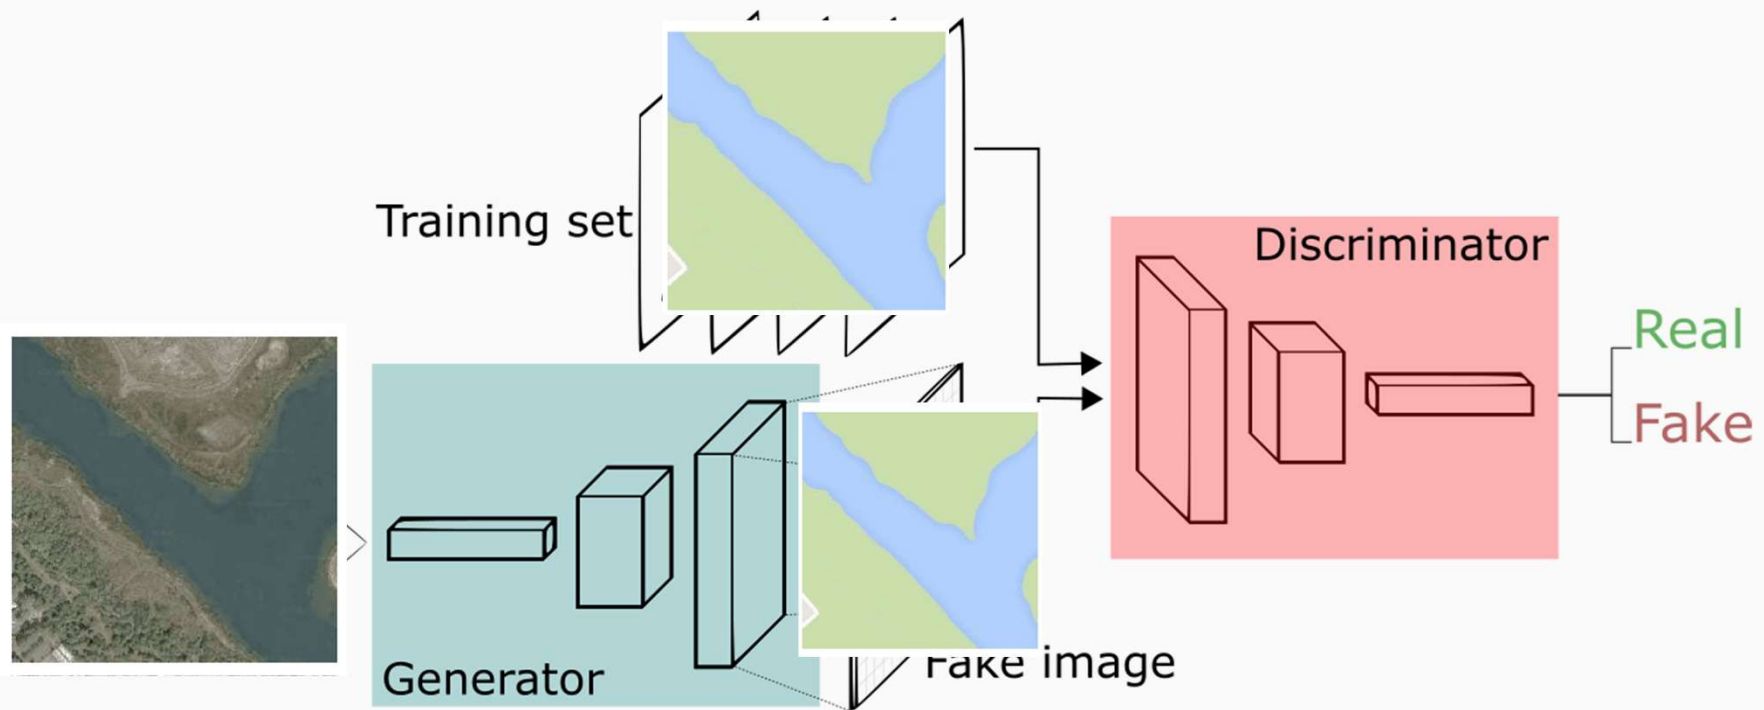 Training set
Discriminator
Real
Fake
Generator
Fake image